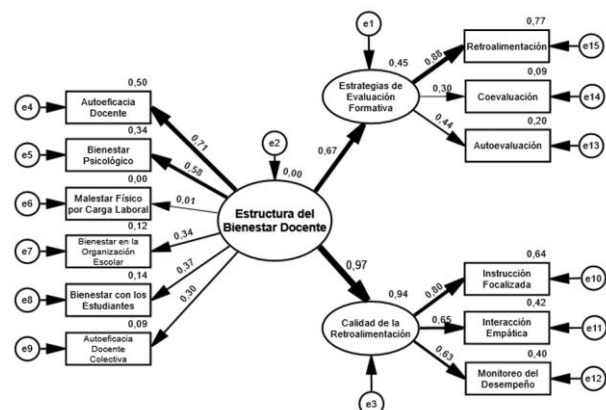 e1
0,77
0,88
Retroalimentación
e15
0,45
Estrategias de
Evaluación
Formativa
0,09
0,30
Coevaluación
e14
0,20
0,44
Autoevaluación
e13
0,50
e4
Autoeficacia
Docente
0,71
0,34
e5
Bienestar
Psicológico
0,58
0,00
e6
Malestar Físico
por Carga Laboral
0,01
0,12
e7
Bienestar en la
Organización
Escolar
0,34
0,14
e8
Bienestar con los
Estudiantes
0,37
0,09
e9
Autoeficacia
Docente
Colectiva
0,30
e2
0,00
Estructura del
Bienestar Docente
0,67
0,97
0,94
Calidad de la
Retroalimentación
e3
0,64
0,80
Instrucción
Focalizada
e10
0,42
0,65
Interacción
Empática
e11
0,40
0,63
Monitoreo del
Desempeño
e12